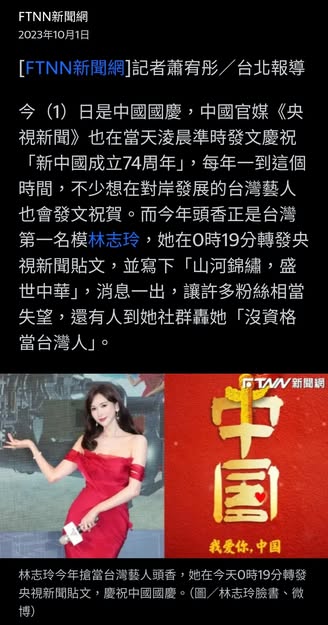 FTNN新聞網
2023年10月1日
[FTNN新聞網]記者蕭宥彤／台北報導
今（1）日是中國國慶，中國官媒《央
視新聞》也在當天淩晨準時發文慶祝
「新中國成立74周年」，每年一到這個
時間，不少想在對岸發展的台灣藝人
也會發文祝賀。而今年頭香正是台灣
第一名模林志玲，她在0時19分轉發央
視新聞貼文，並寫下「山河錦繡，盛
世中華」，消息一出，讓許多粉絲相當
失望，還有人到她社群轟她「沒資格
當台灣人」。
FTNN新聞網
中国
我爱你,中国
林志玲今年搶當台灣藝人頭香，她在今天0時19分轉發
央視新聞貼文，慶祝中國國慶。（圖／林志玲臉書、微
博）